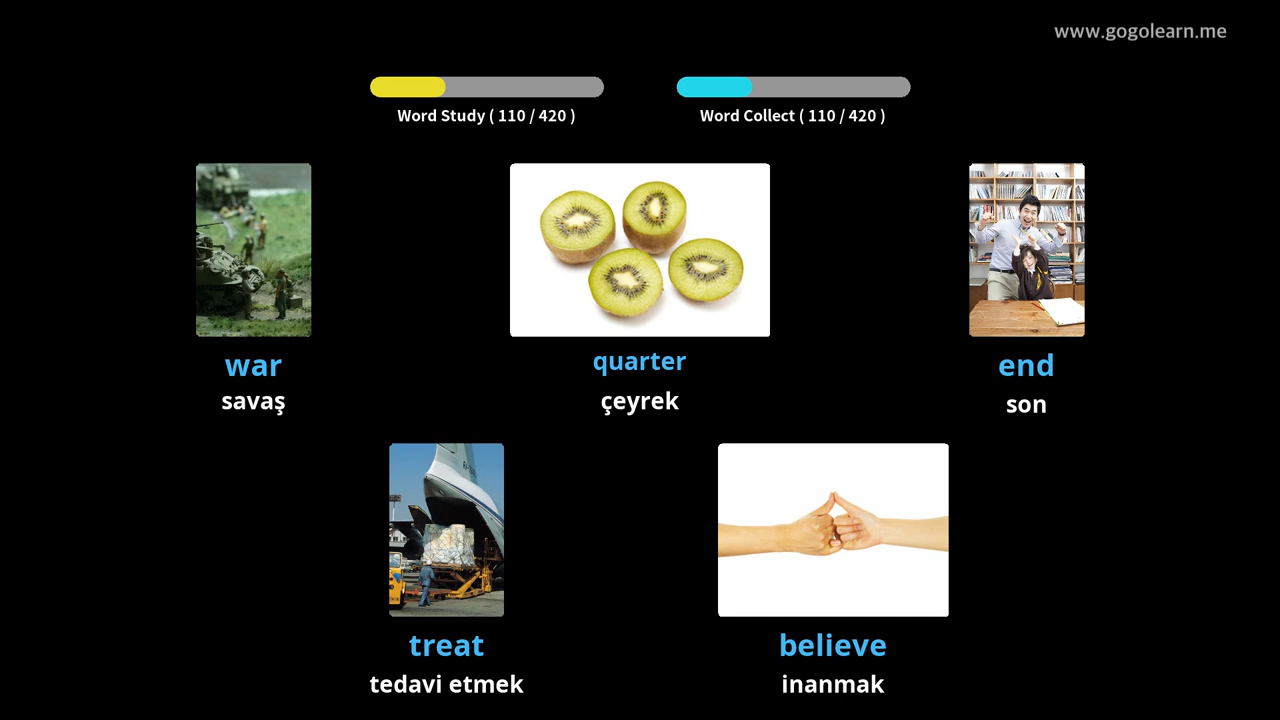 www.gogolearn.me
Word Study ( 110 / 420 )
Word Collect ( 110 / 420 )
war
savaş
quarter
çeyrek
end
son
treat
tedavi etmek
believe
inanmak